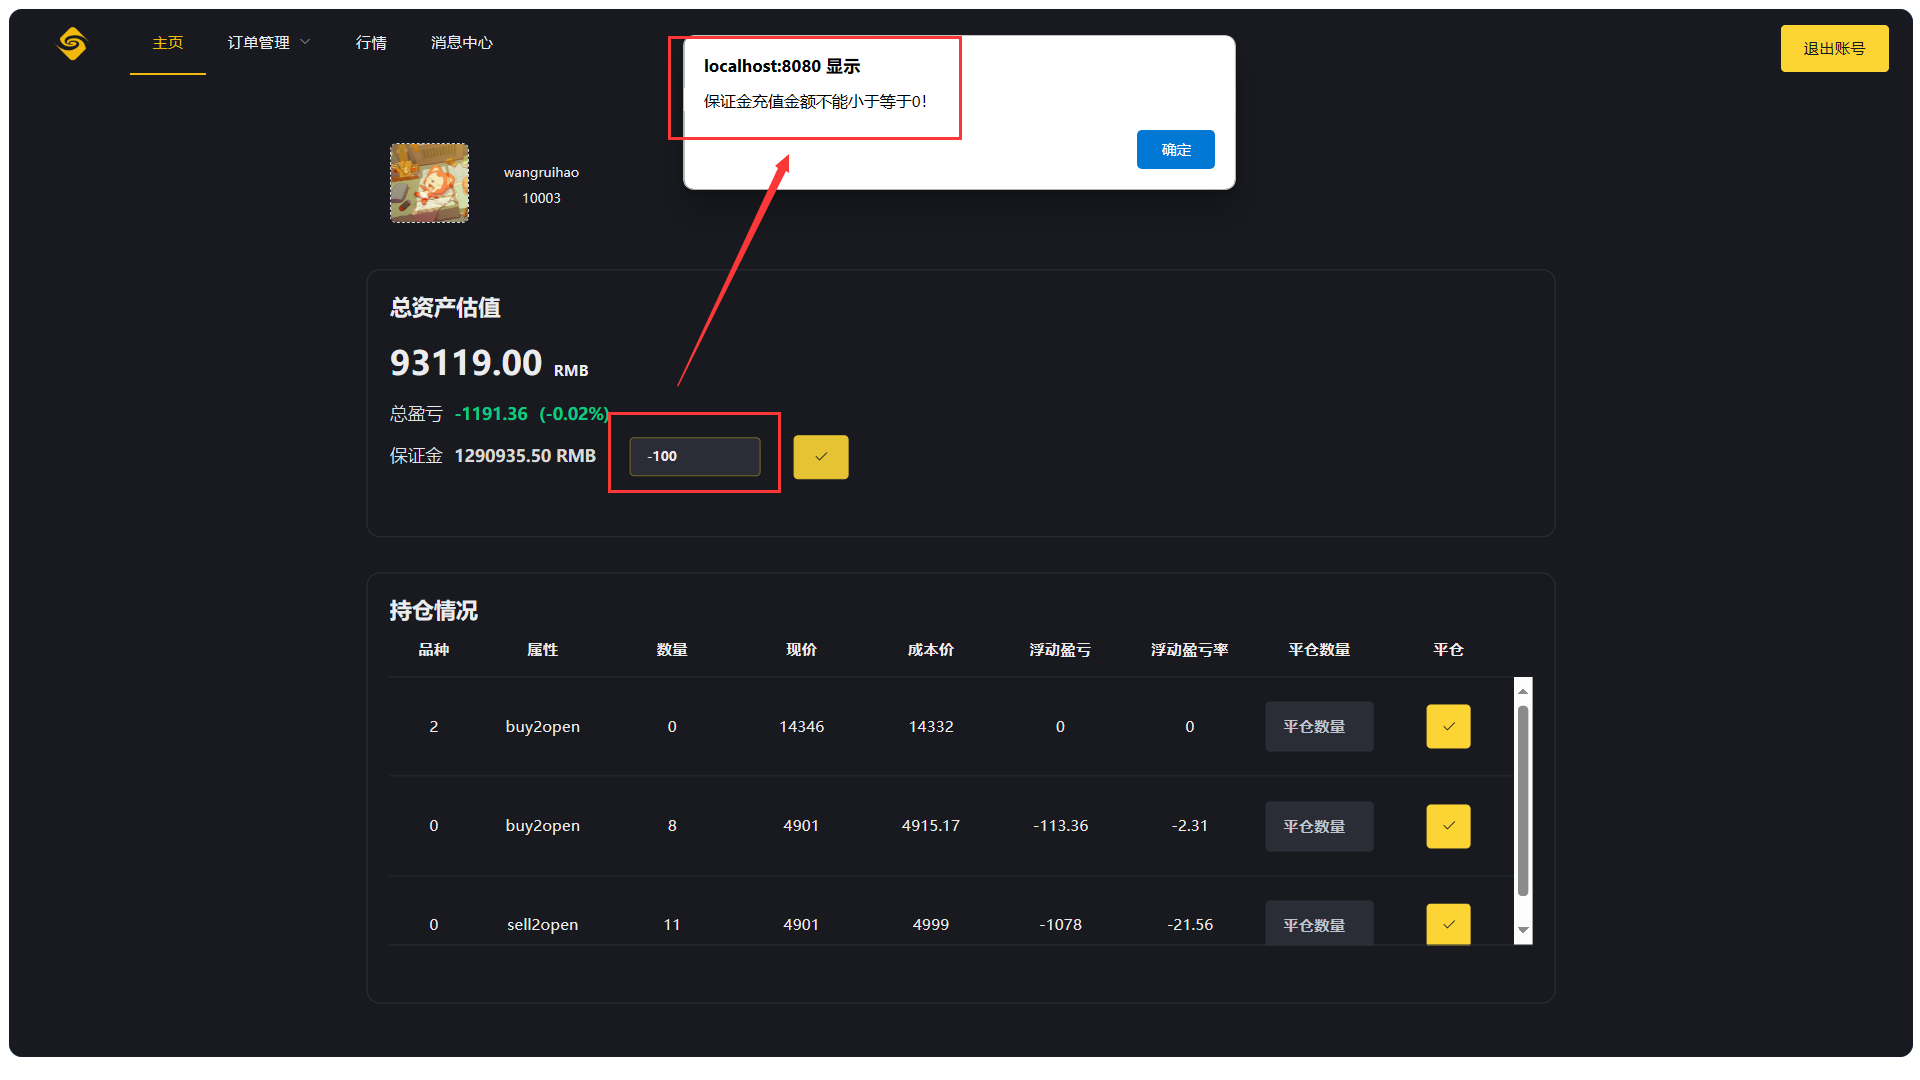 主页 订单管理 行情 消息中心 退出账号
localhost:8080 显示
保证金充值金额不能小于等于0!
确定
wangruihao
10003
总资产估值
93119.00 RMB
总盈亏 -1191.36 (-0.02%)
保证金 1290935.50 RMB -100
持仓情况
品种 属性 数量 现价 成本价 浮动盈亏 浮动盈亏率 平仓数量 平仓
2 buy2open 0 14346 14332 0 0 平仓数量
0 buy2open 8 4901 4915.17 -113.36 -2.31 平仓数量
0 sell2open 11 4901 4999 -1078 -21.56 平仓数量